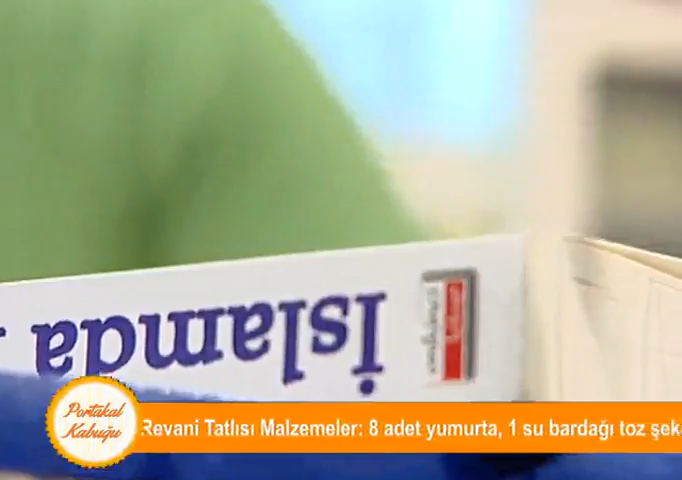 İslamda
Portakal
Kabuğu
Revani Tatlısı Malzemeler: 8 adet yumurta, 1 su bardağı toz şek